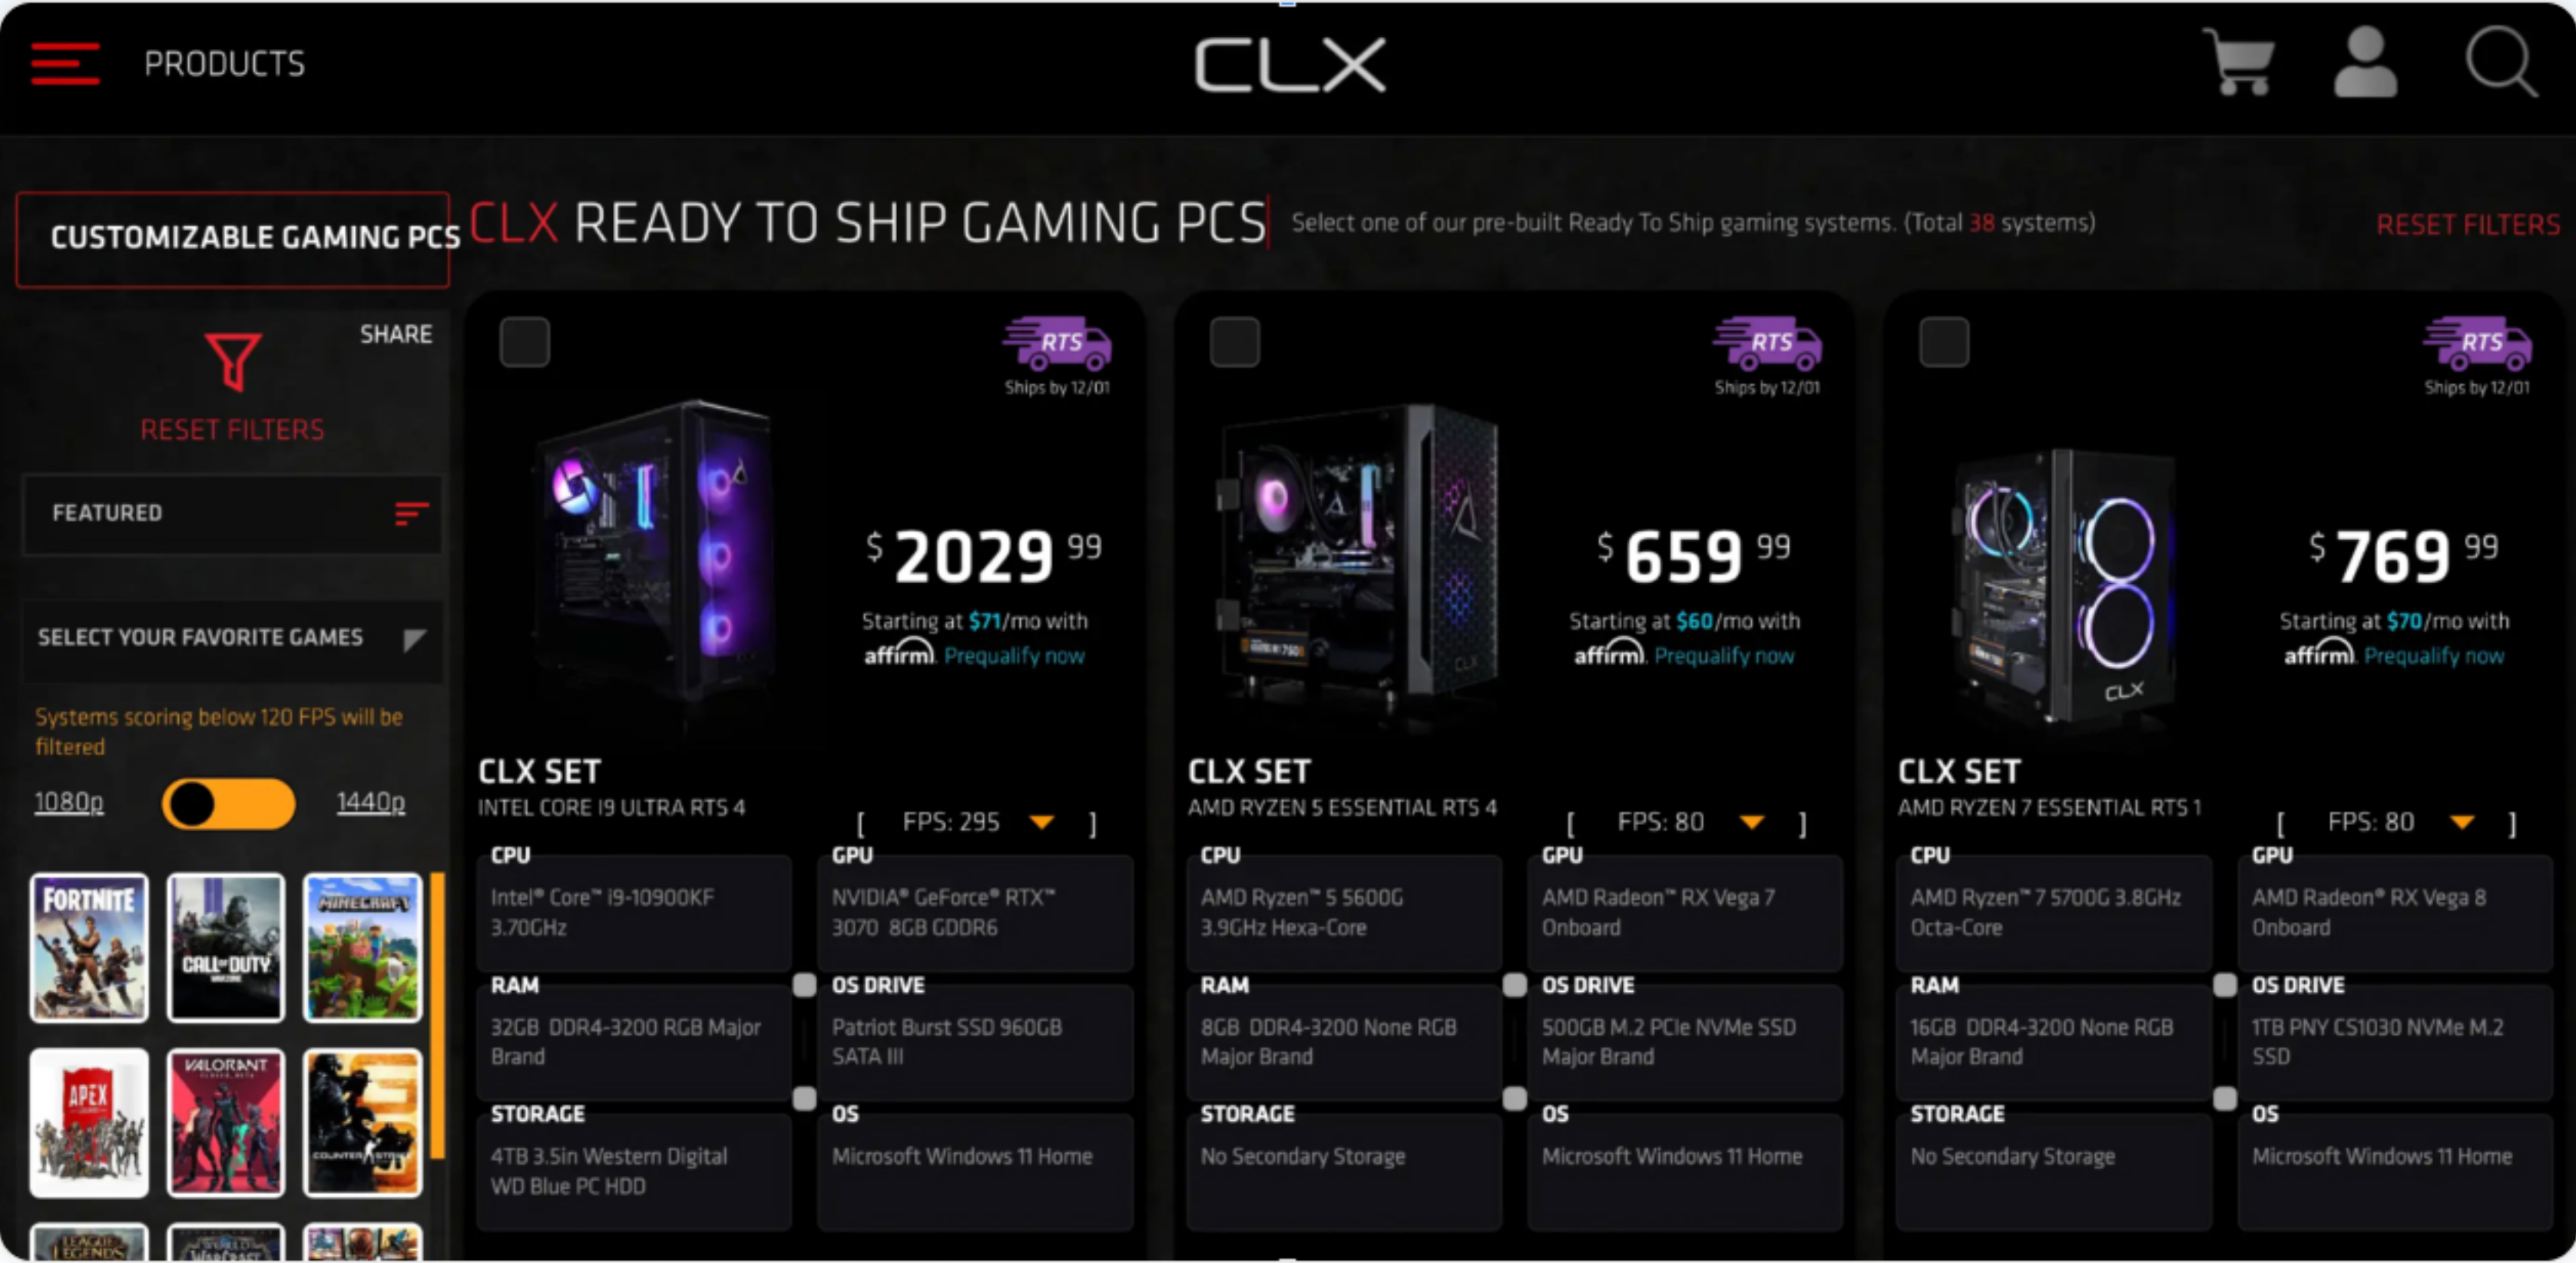 PRODUCTS
CLX
CUSTOMIZABLE GAMING PCS
CLX READY TO SHIP GAMING PCS
Select one of our pre-built Ready To Ship gaming systems. (Total 38 systems)
RESET FILTERS
SHARE
RESET FILTERS
FEATURED
SELECT YOUR FAVORITE GAMES
Systems scoring below 120 FPS will be
filtered
1080p
1440p
FORTNITE
CALL OF DUTY
WARZONE
MINECRAFT
APEX
VALORANT
COUNTER STRIKE
LEAGUE OF
LEGENDS
WORLD
WARCRAFT
RTS
Ships by 12/01
$ 2029 99
Starting at $71/mo with
affirm. Prequalify now
CLX SET
INTEL CORE I9 ULTRA RTS 4
[ FPS: 295 ]
CPU
Intel® Core™ i9-10900KF
3.70GHz
GPU
NVIDIA® GeForce® RTX™
3070 8GB GDDR6
RAM
32GB DDR4-3200 RGB Major
Brand
OS DRIVE
Patriot Burst SSD 960GB
SATA III
STORAGE
4TB 3.5in Western Digital
WD Blue PC HDD
OS
Microsoft Windows 11 Home
RTS
Ships by 12/01
CLX
$ 659 99
Starting at $60/mo with
affirm. Prequalify now
CLX SET
AMD RYZEN 5 ESSENTIAL RTS 4
[ FPS: 80 ]
CPU
AMD Ryzen™ 5 5600G
3.9GHz Hexa-Core
GPU
AMD Radeon™ RX Vega 7
Onboard
RAM
8GB DDR4-3200 None RGB
Major Brand
OS DRIVE
500GB M.2 PCIe NVMe SSD
Major Brand
STORAGE
No Secondary Storage
OS
Microsoft Windows 11 Home
RTS
Ships by 12/01
CLX
$ 769 99
Starting at $70/mo with
affirm. Prequalify now
CLX SET
AMD RYZEN 7 ESSENTIAL RTS 1
[ FPS: 80 ]
CPU
AMD Ryzen™ 7 5700G 3.8GHz
Octa-Core
GPU
AMD Radeon® RX Vega 8
Onboard
RAM
16GB DDR4-3200 None RGB
Major Brand
OS DRIVE
1TB PNY CS1030 NVMe M.2
SSD
STORAGE
No Secondary Storage
OS
Microsoft Windows 11 Home